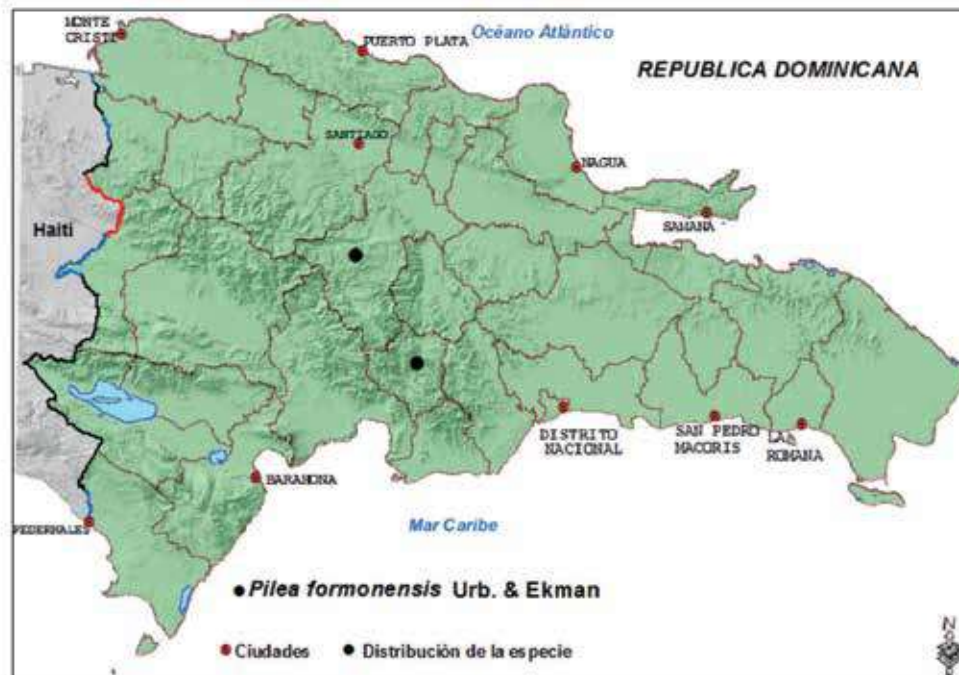 MONTE
CRISTI
PUERTO PLATA
Océano Atlántico
REPUBLICA DOMINICANA
SANTIAGO
NAGUA
SAMANA
Haití
DISTRITO
NACIONAL
SAN PEDRO
MACORIS
LA
ROMANA
BARAHONA
PEDERNALES
Mar Caribe
Pilea formonensis Urb. & Ekman
Ciudades
Distribución de la especie
N